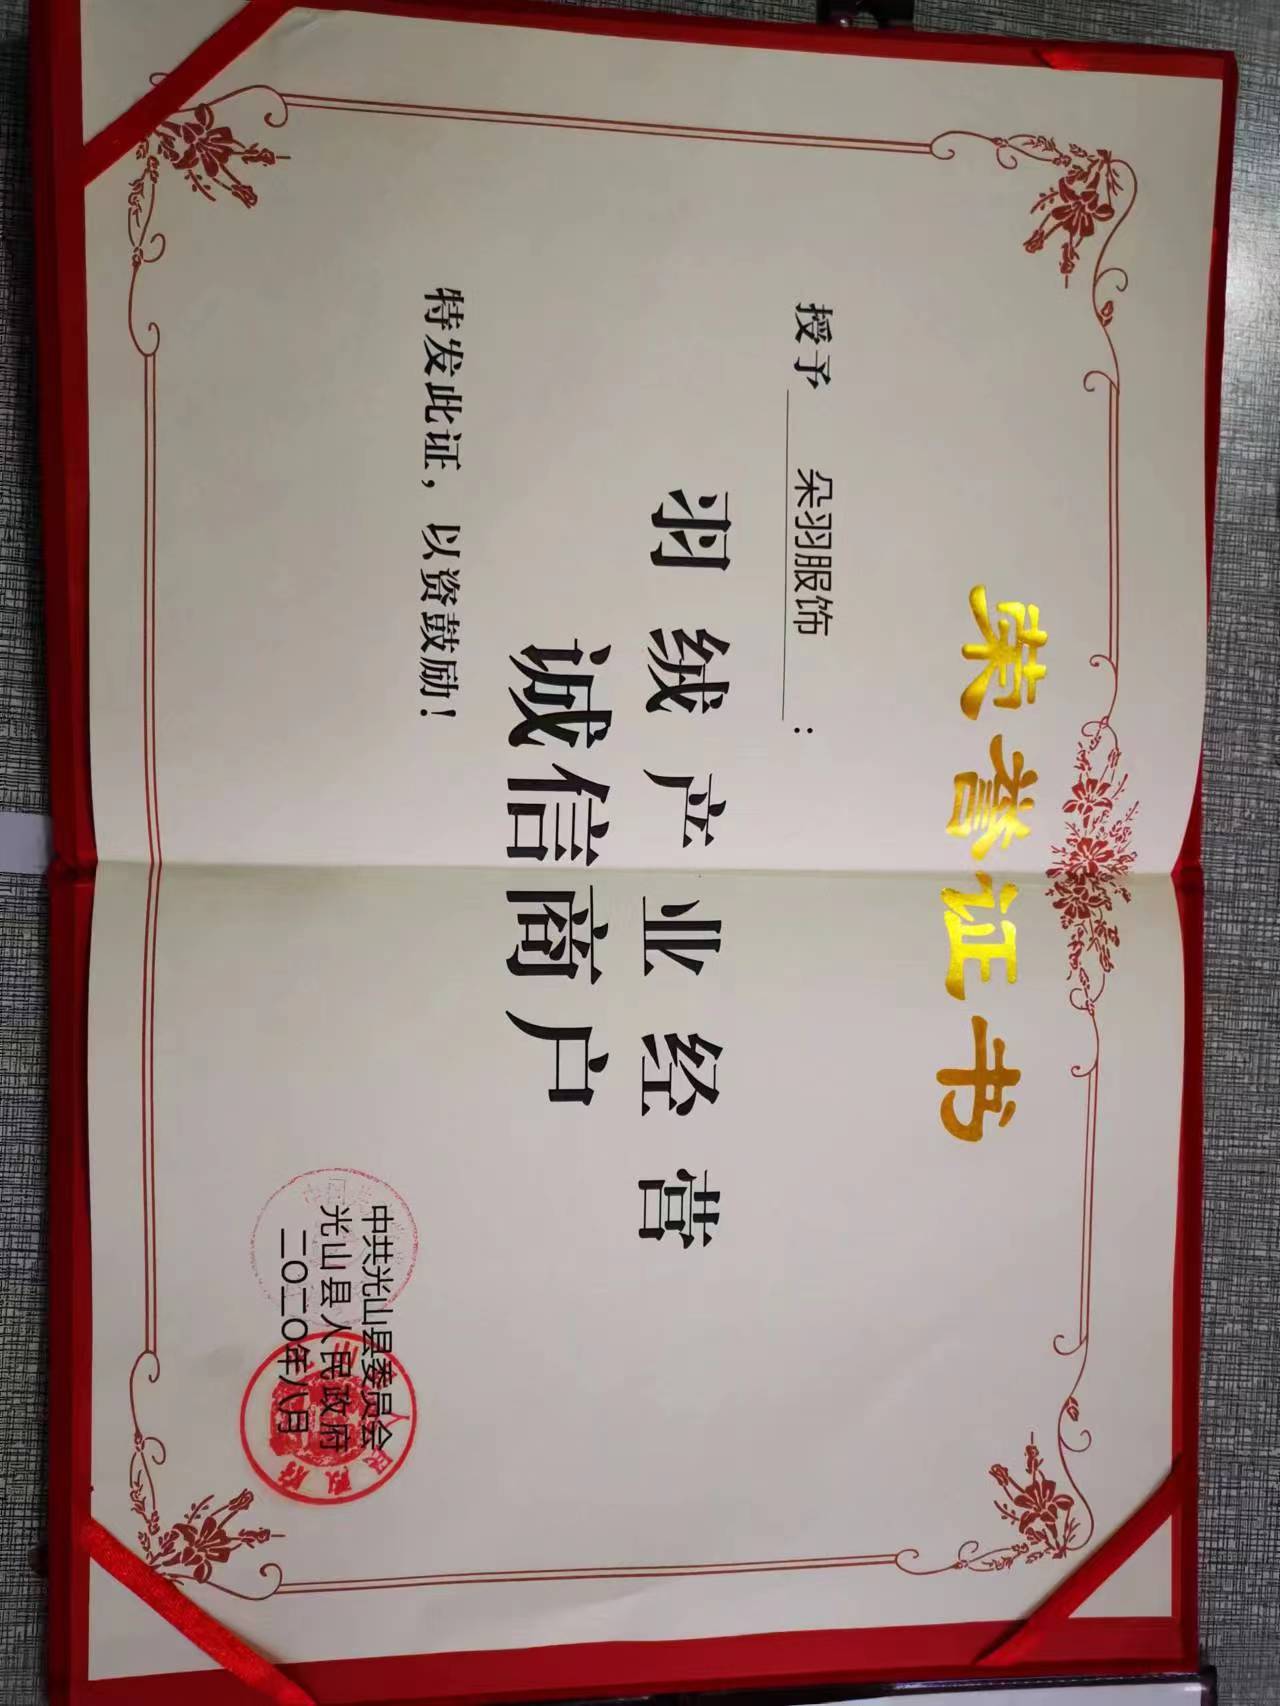 荣誉证书
授予 朵羽服饰 ：
羽绒产业经营
诚信商户
特发此证，以资鼓励！
中共光山县委员会
光山县人民政府
二〇二〇年八月